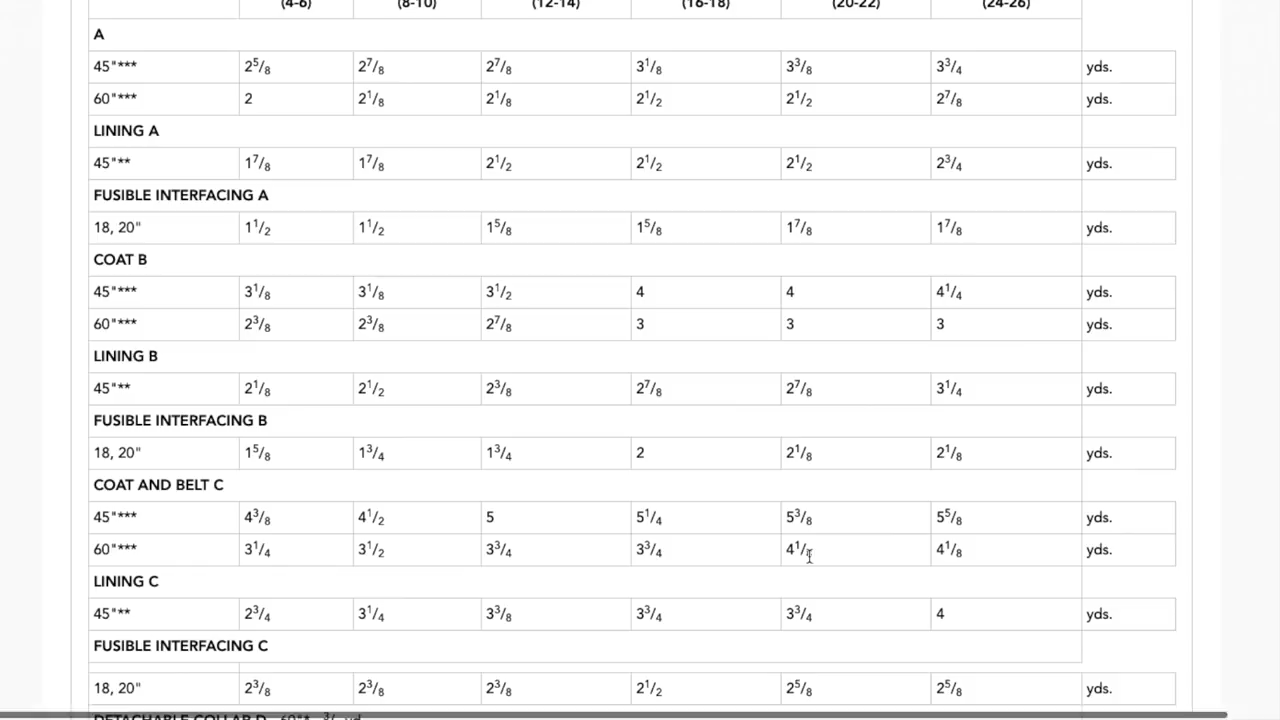 (4-6) (8-10) (12-14) (16-18) (20-22) (24-26)
A
45"*** 2 5/8 2 7/8 2 7/8 3 1/8 3 3/8 3 3/4 yds.
60"*** 2 2 1/8 2 1/8 2 1/2 2 1/2 2 7/8 yds.
LINING A
45"** 1 7/8 1 7/8 2 1/2 2 1/2 2 1/2 2 3/4 yds.
FUSIBLE INTERFACING A
18, 20" 1 1/2 1 1/2 1 5/8 1 5/8 1 7/8 1 7/8 yds.
COAT B
45"*** 3 1/8 3 1/8 3 1/2 4 4 4 1/4 yds.
60"*** 2 3/8 2 3/8 2 7/8 3 3 3 yds.
LINING B
45"** 2 1/8 2 1/2 2 3/8 2 7/8 2 7/8 3 1/4 yds.
FUSIBLE INTERFACING B
18, 20" 1 5/8 1 3/4 1 3/4 2 2 1/8 2 1/8 yds.
COAT AND BELT C
45"*** 4 3/8 4 1/2 5 5 1/4 5 3/8 5 5/8 yds.
60"*** 3 1/4 3 1/2 3 3/4 3 3/4 4 1/8 yds.
LINING C
45"** 2 3/4 3 1/4 3 3/8 3 3/4 3 3/4 4 yds.
FUSIBLE INTERFACING C
18, 20" 2 3/8 2 3/8 2 3/8 2 1/2 2 5/8 2 5/8 yds.
DETACHABLE COLLAR D